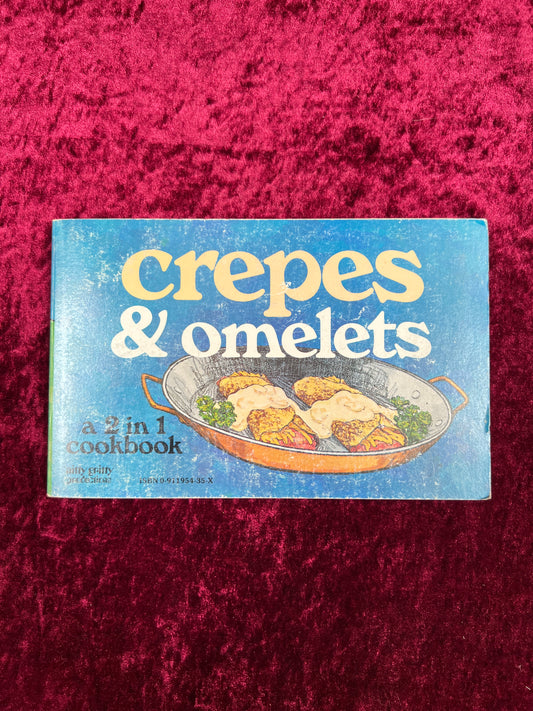 crepes
& omelets
a 2 in 1
cookbook
nitty gritty
productions
ISBN 0-911954-35-X